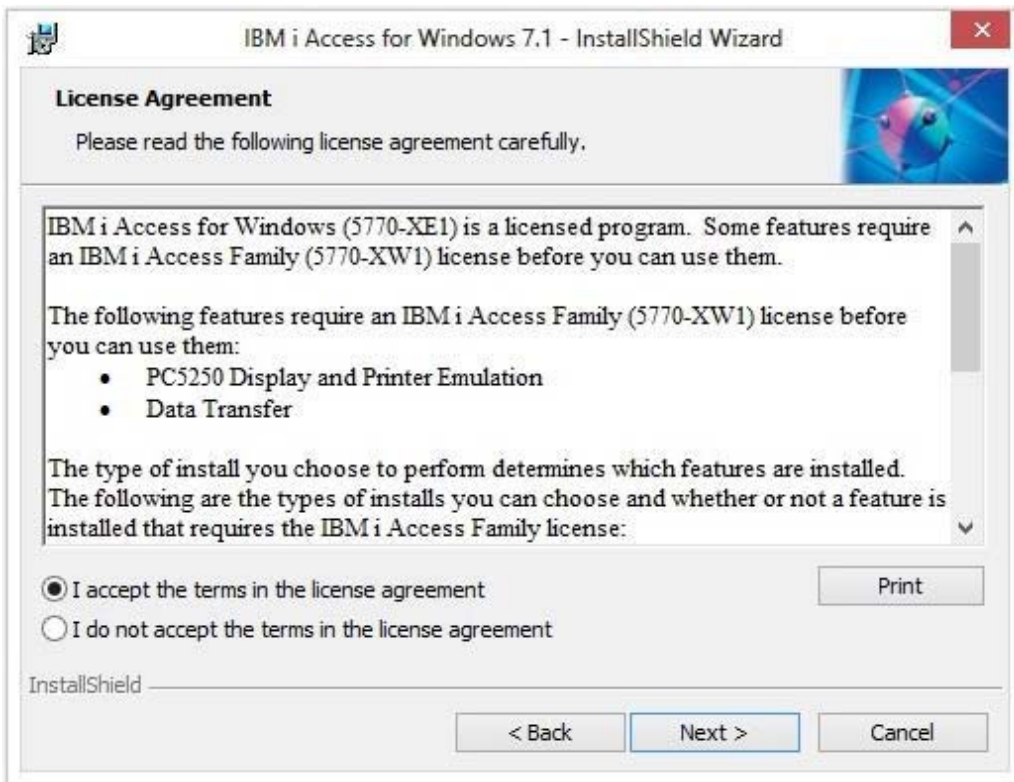 IBM i Access for Windows 7.1 - InstallShield Wizard
License Agreement
Please read the following license agreement carefully.
IBM i Access for Windows (5770-XE1) is a licensed program.  Some features require
an IBM i Access Family (5770-XW1) license before you can use them.
The following features require an IBM i Access Family (5770-XW1) license before
you can use them:
• PC5250 Display and Printer Emulation
• Data Transfer
The type of install you choose to perform determines which features are installed.
The following are the types of installs you can choose and whether or not a feature is
installed that requires the IBM i Access Family license:
I accept the terms in the license agreement
Print
I do not accept the terms in the license agreement
InstallShield
< Back Next > Cancel